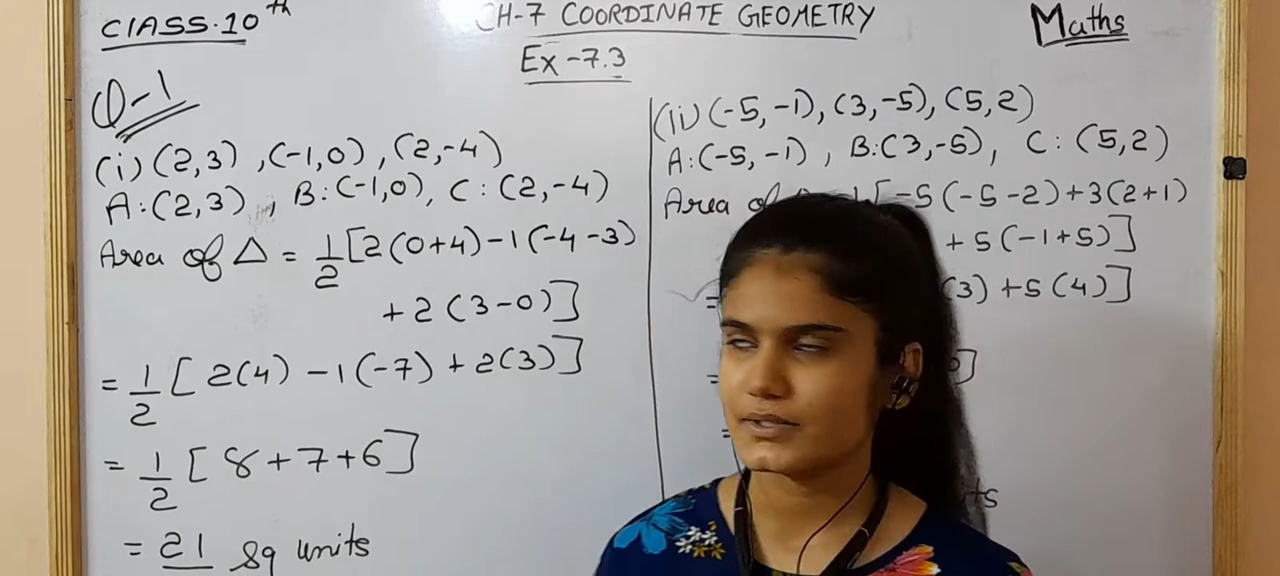 CLASS-10th
CH-7 COORDINATE GEOMETRY
Maths
Ex-7.3
Q-1
(i) (2,3), (-1,0), (2,-4)
A:(2,3), B:(-1,0), C:(2,-4)
Area of Δ = 1/2 [2(0+4)-1(-4-3)
+2(3-0)]
= 1/2 [2(4) -1(-7) +2(3)]
= 1/2 [8+7+6]
= 21 sq units
(ii) (-5,-1), (3,-5), (5,2)
A:(-5,-1), B:(3,-5), C:(5,2)
Area of [-5(-5-2)+3(2+1)
+5(-1+5)]
= (3) +5(4)]
= ]
=